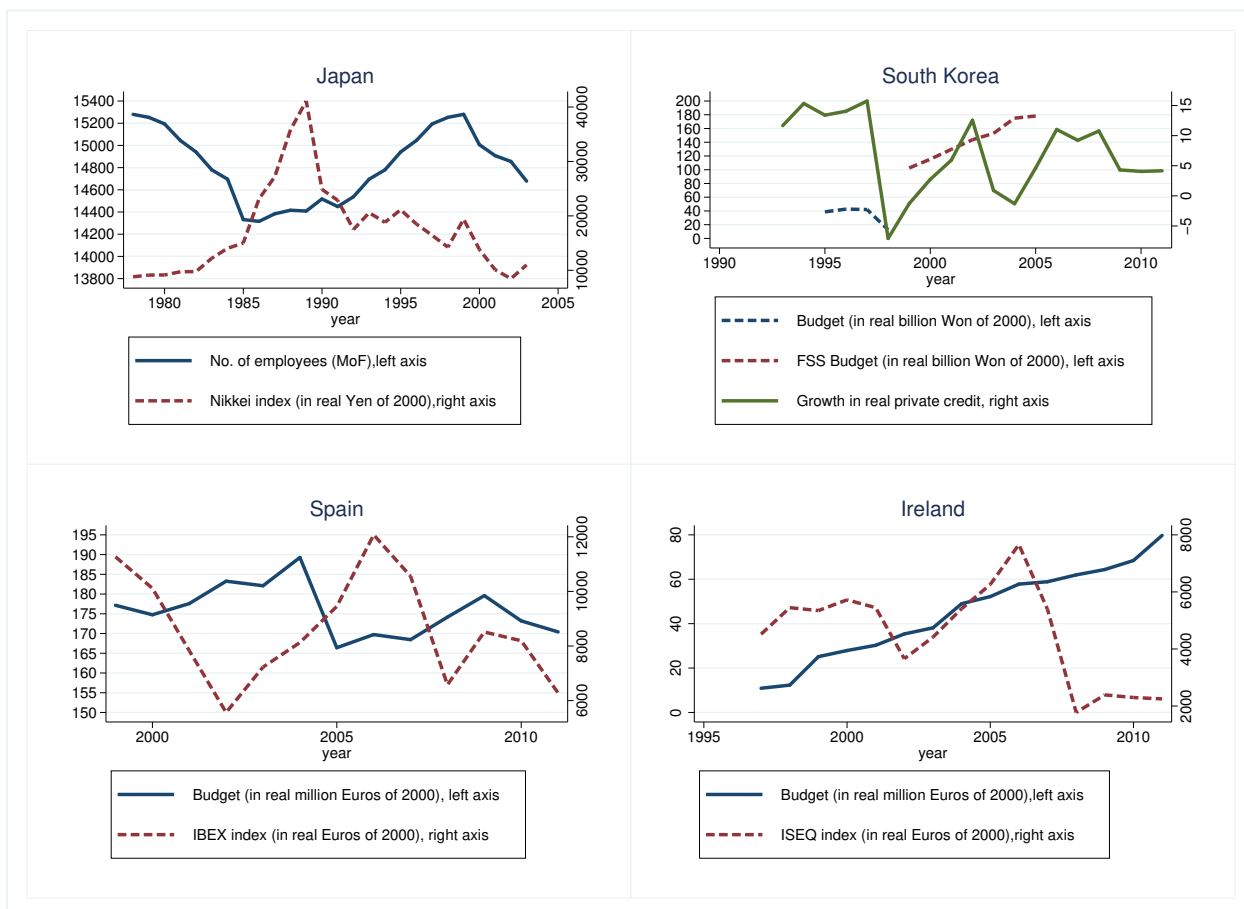 Japan
15400
15200
15000
14800
14600
14400
14200
14000
13800
40000
30000
20000
10000
1980 1985 1990 1995 2000 2005
year
No. of employees (MoF),left axis
Nikkei index (in real Yen of 2000),right axis
South Korea
200
180
160
140
120
100
80
60
40
20
0
15
10
5
0
−5
1990 1995 2000 2005 2010
year
Budget (in real billion Won of 2000), left axis
FSS Budget (in real billion Won of 2000), left axis
Growth in real private credit, right axis
Spain
195
190
185
180
175
170
165
160
155
150
12000
10000
8000
6000
2000 2005 2010
year
Budget (in real million Euros of 2000), left axis
IBEX index (in real Euros of 2000), right axis
Ireland
80
60
40
20
0
8000
6000
4000
2000
1995 2000 2005 2010
year
Budget (in real million Euros of 2000),left axis
ISEQ index (in real Euros of 2000),right axis